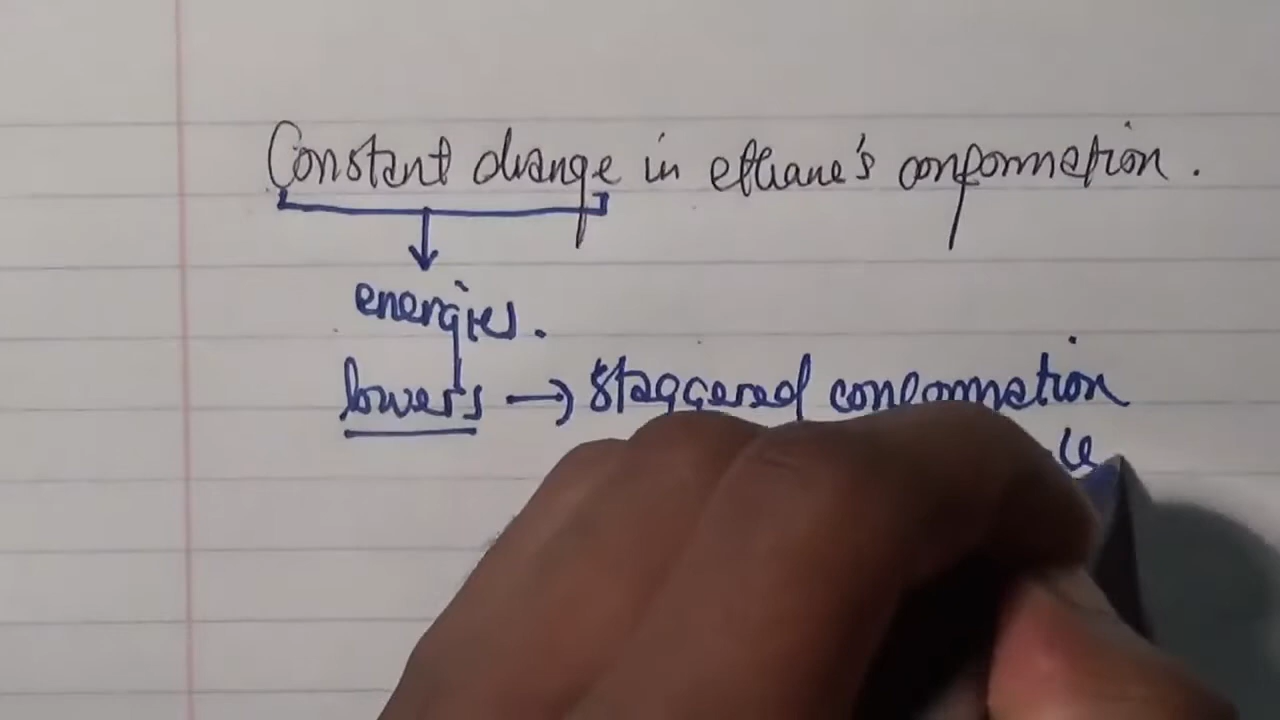 Constant change in ethane's conformation.
energies.
lowers → staggered conformation